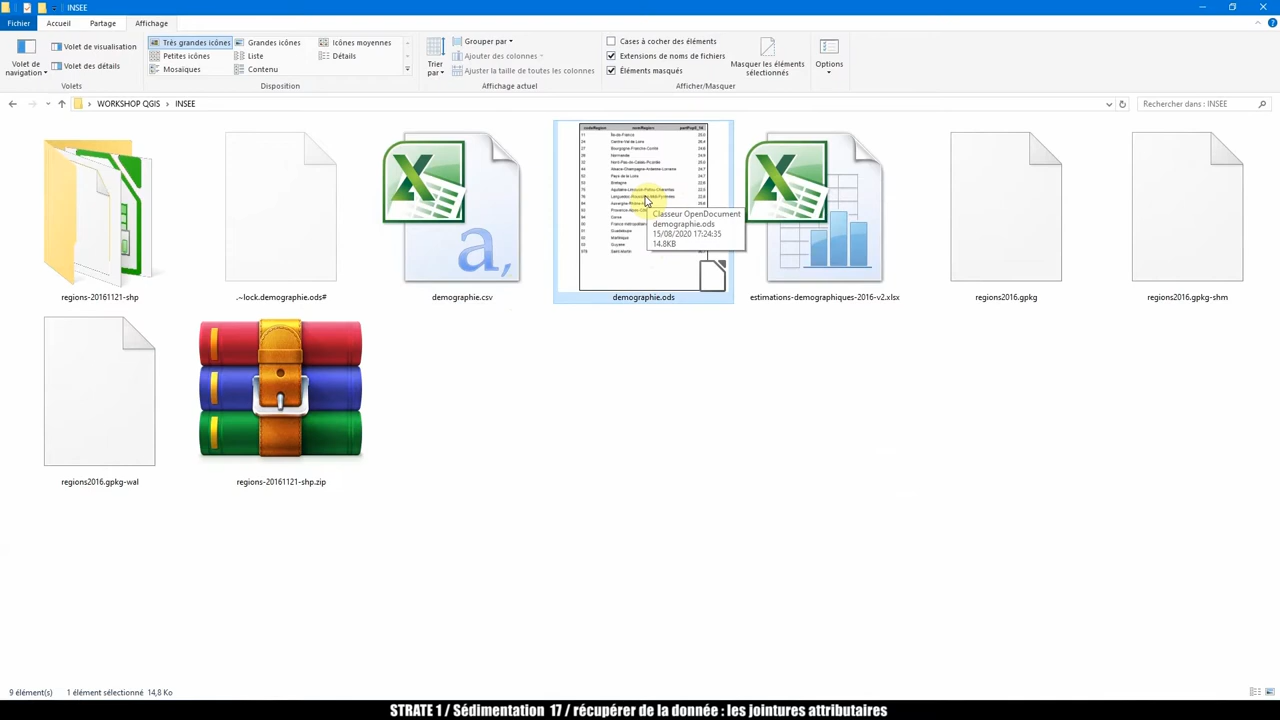 INSEE
Fichier Accueil Partage Affichage
Volet de navigation
Volet de visualisation
Volet des détails
Volets
Très grandes icônes Grandes icônes Icônes moyennes
Petites icônes Liste Détails
Mosaïques Contenu
Disposition
Trier par
Grouper par
Ajouter des colonnes
Ajuster la taille de toutes les colonnes
Affichage actuel
Cases à cocher des éléments
Extensions de noms de fichiers
Éléments masqués
Masquer les éléments sélectionnés
Afficher/Masquer
Options
WORKSHOP QGIS > INSEE
Rechercher dans : INSEE
Classeur OpenDocument
demographie.ods
15/08/2020 17:24:35
14.8KB
regions-20161121-shp
.~lock.demographie.ods#
demographie.csv
demographie.ods
estimations-demographiques-2016-v2.xlsx
regions2016.gpkg
regions2016.gpkg-shm
regions2016.gpkg-wal
regions-20161121-shp.zip
9 élément(s) 1 élément sélectionné 14,8 Ko
STRATE 1 / Sédimentation 17 / récupérer de la donnée : les jointures attributaires